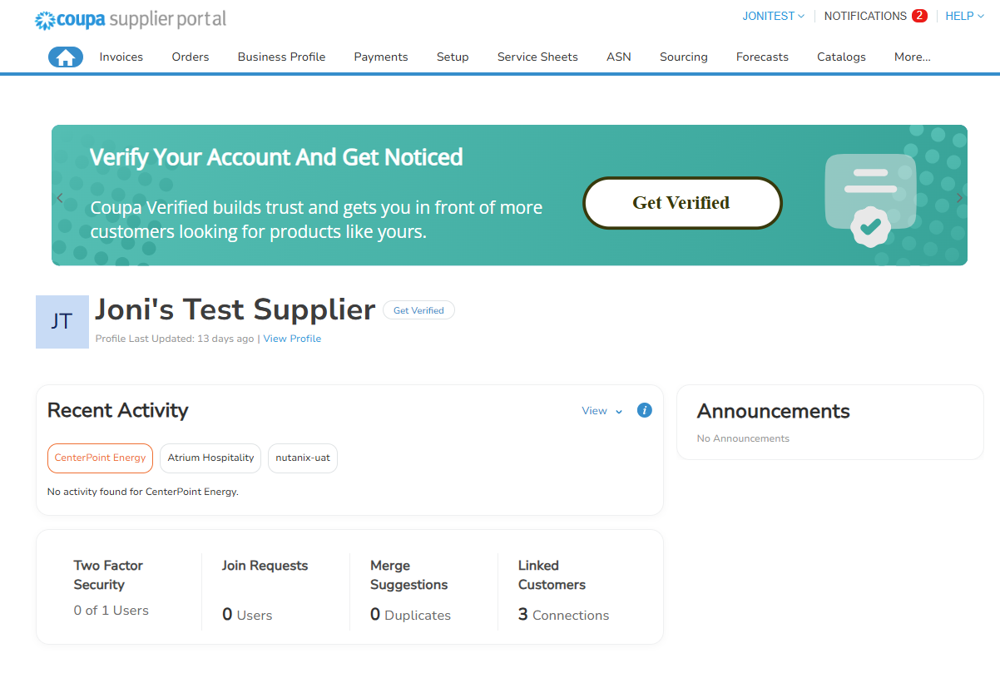 coupa supplier portal
JONITEST
NOTIFICATIONS 2
HELP
Invoices
Orders
Business Profile
Payments
Setup
Service Sheets
ASN
Sourcing
Forecasts
Catalogs
More...
Verify Your Account And Get Noticed
Coupa Verified builds trust and gets you in front of more
customers looking for products like yours.
Get Verified
JT
Joni's Test Supplier
Get Verified
Profile Last Updated: 13 days ago | View Profile
Recent Activity
View
i
CenterPoint Energy
Atrium Hospitality
nutanix-uat
No activity found for CenterPoint Energy.
Announcements
No Announcements
Two Factor
Security
0 of 1 Users
Join Requests
0 Users
Merge
Suggestions
0 Duplicates
Linked
Customers
3 Connections